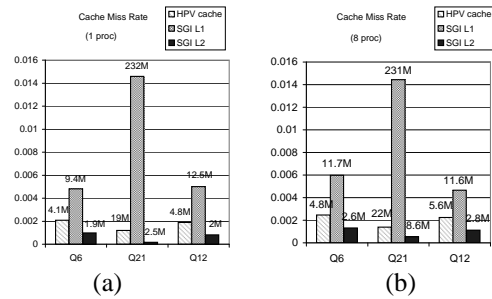 Cache Miss Rate
(1 proc)
HPV cache
SGI L1
SGI L2
0.016
0.014
0.012
0.01
0.008
0.006
0.004
0.002
0
232M
9.4M
12.5M
4.1M
1.9M
19M
2.5M
4.8M
2M
Q6
Q21
Q12
(a)
Cache Miss Rate
(8 proc)
HPV cache
SGI L1
SGI L2
0.016
0.014
0.012
0.01
0.008
0.006
0.004
0.002
0
231M
11.7M
11.6M
4.8M
2.6M
22M
8.6M
5.6M
2.8M
Q6
Q21
Q12
(b)